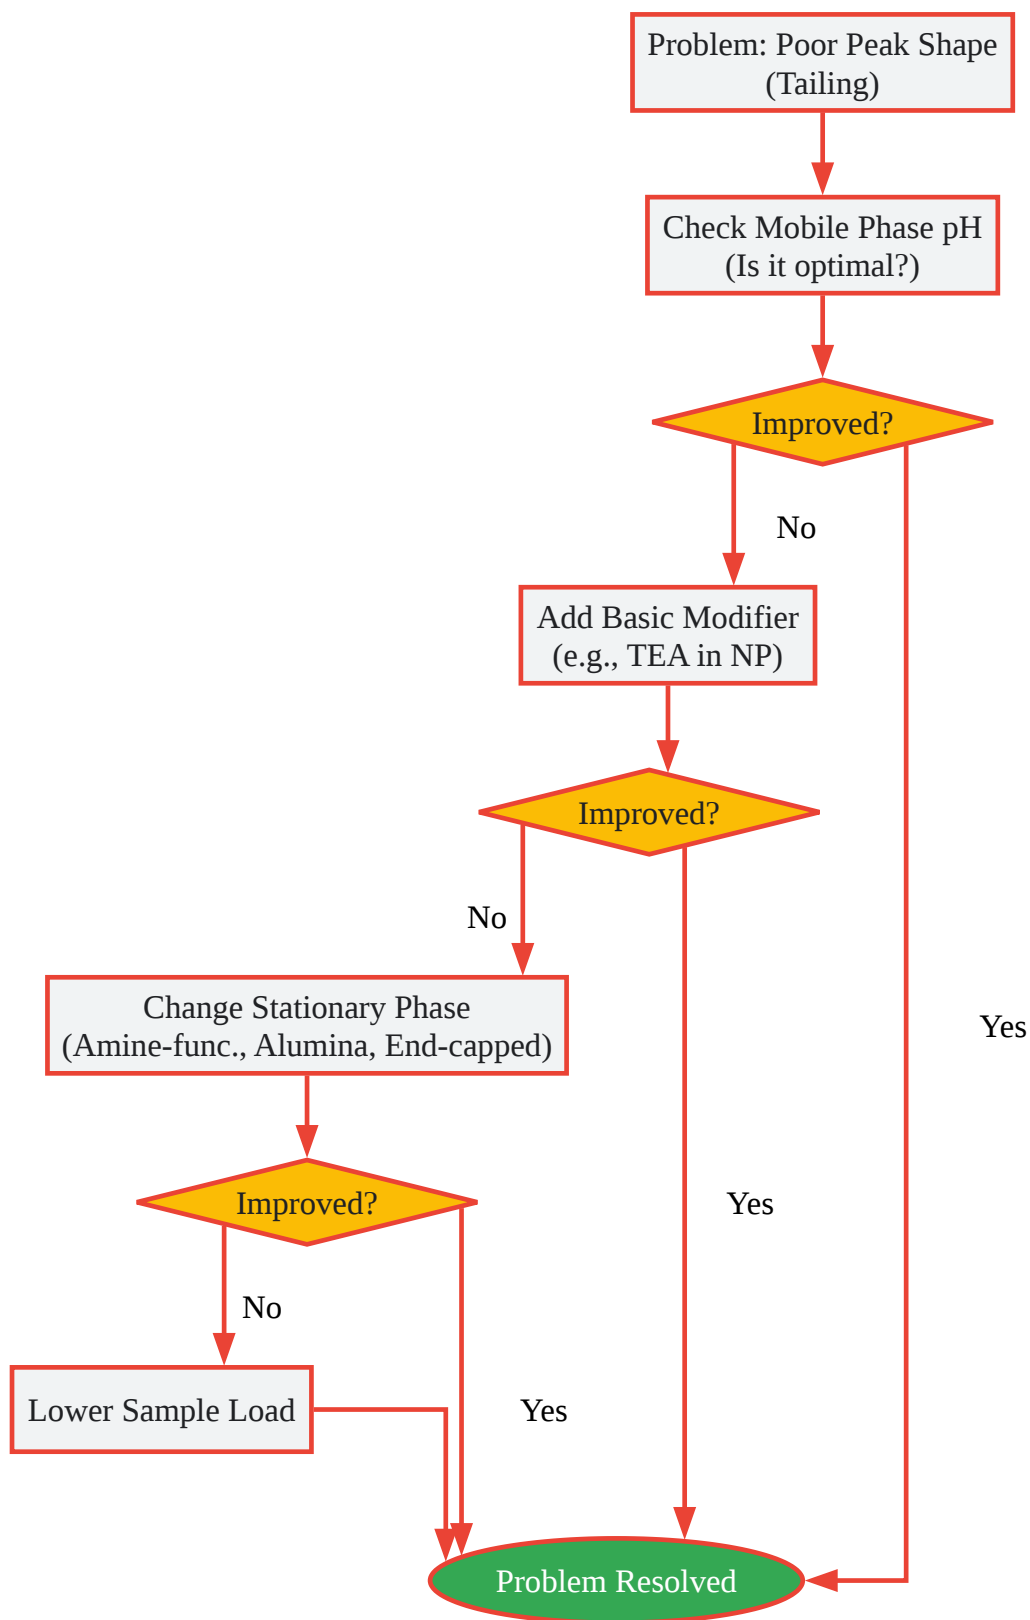 Problem: Poor Peak Shape
(Tailing)
Check Mobile Phase pH
(Is it optimal?)
Improved?
No
Add Basic Modifier
(e.g., TEA in NP)
Improved?
No
Change Stationary Phase
(Amine-func., Alumina, End-capped)
Yes
Improved?
Yes
No
Lower Sample Load
Yes
Problem Resolved